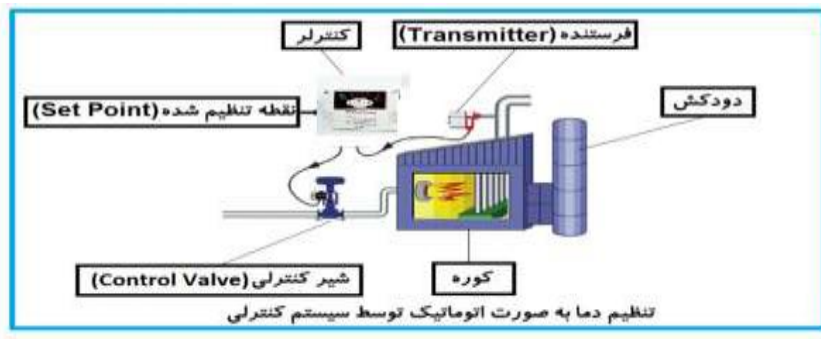 کنترلر
فرستنده (Transmitter)
نقطه تنظیم شده (Set Point)
دودکش
شیر کنترلی (Control Valve)
کوره
تنظیم دما به صورت اتوماتیک توسط سیستم کنترلی